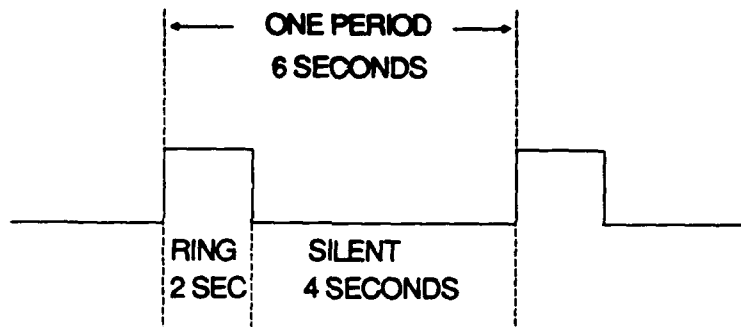 ONE PERIOD
6 SECONDS
RING
2 SEC
SILENT
4 SECONDS